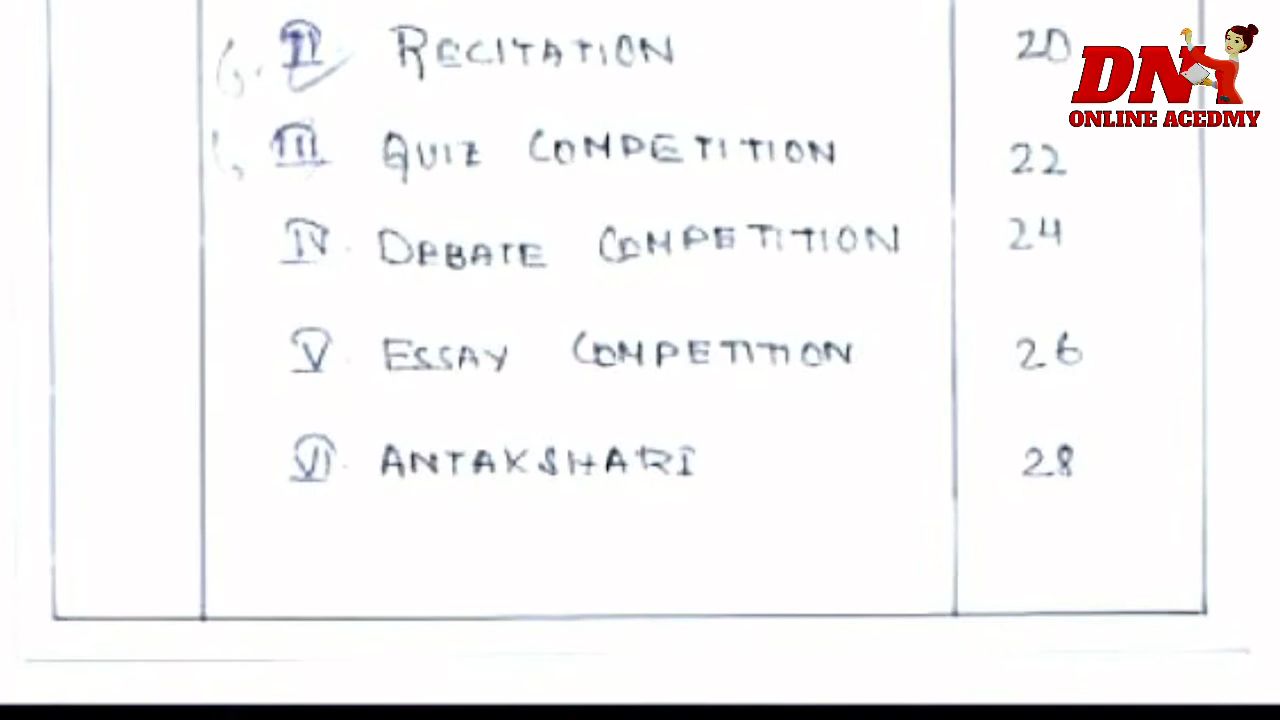 II RECITATION 20
III QUIZ COMPETITION 22
IV. DEBATE COMPETITION 24
V. ESSAY COMPETITION 26
VI. ANTAKSHARI 28
DNY
ONLINE ACEDMY